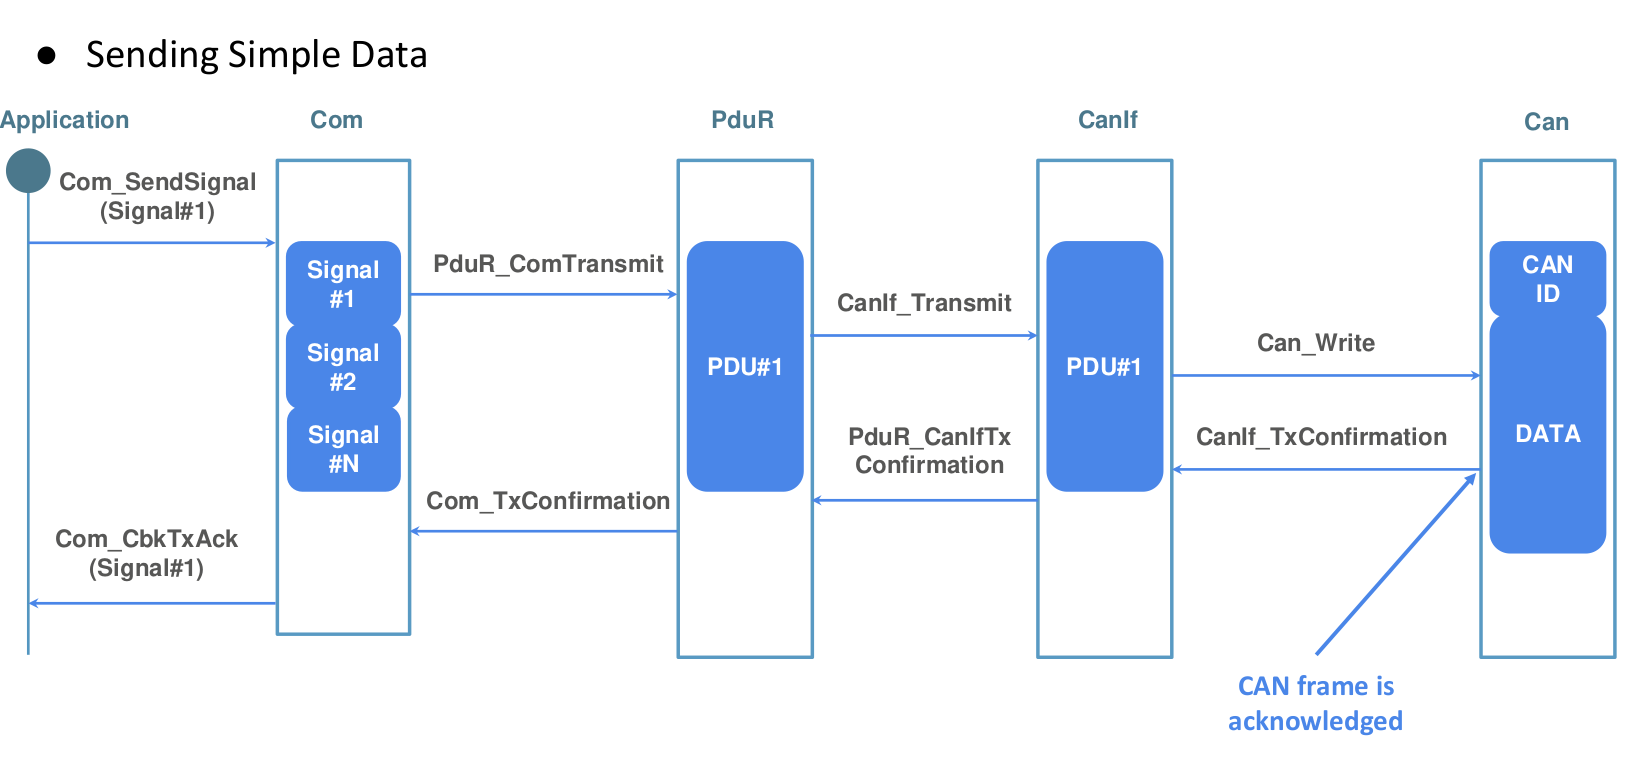 ● Sending Simple Data
Application
Com
PduR
CanIf
Can
Com_SendSignal
(Signal#1)
Signal
#1
Signal
#2
Signal
#N
PduR_ComTransmit
PDU#1
CanIf_Transmit
PDU#1
Can_Write
CAN
ID
DATA
CanIf_TxConfirmation
PduR_CanIfTx
Confirmation
Com_TxConfirmation
Com_CbkTxAck
(Signal#1)
CAN frame is
acknowledged